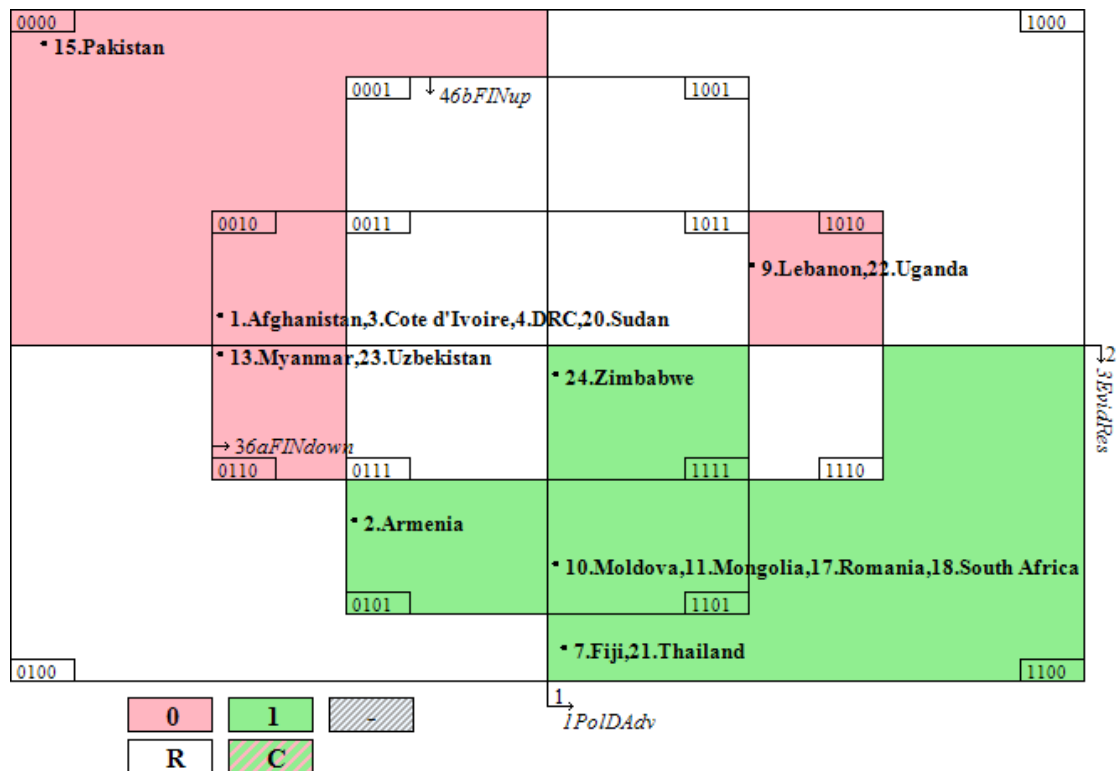 0000
1000
15.Pakistan
0001
46bFINup
1001
0010
0011
1011
1010
9.Lebanon,22.Uganda
1.Afghanistan,3.Cote d'Ivoire,4.DRC,20.Sudan
13.Myanmar,23.Uzbekistan
2
3EvidRes
24.Zimbabwe
36aFINdown
0110
0111
1111
1110
2.Armenia
10.Moldova,11.Mongolia,17.Romania,18.South Africa
0101
1101
7.Fiji,21.Thailand
0100
1100
1
1PolDAdv
0
1
-
R
C